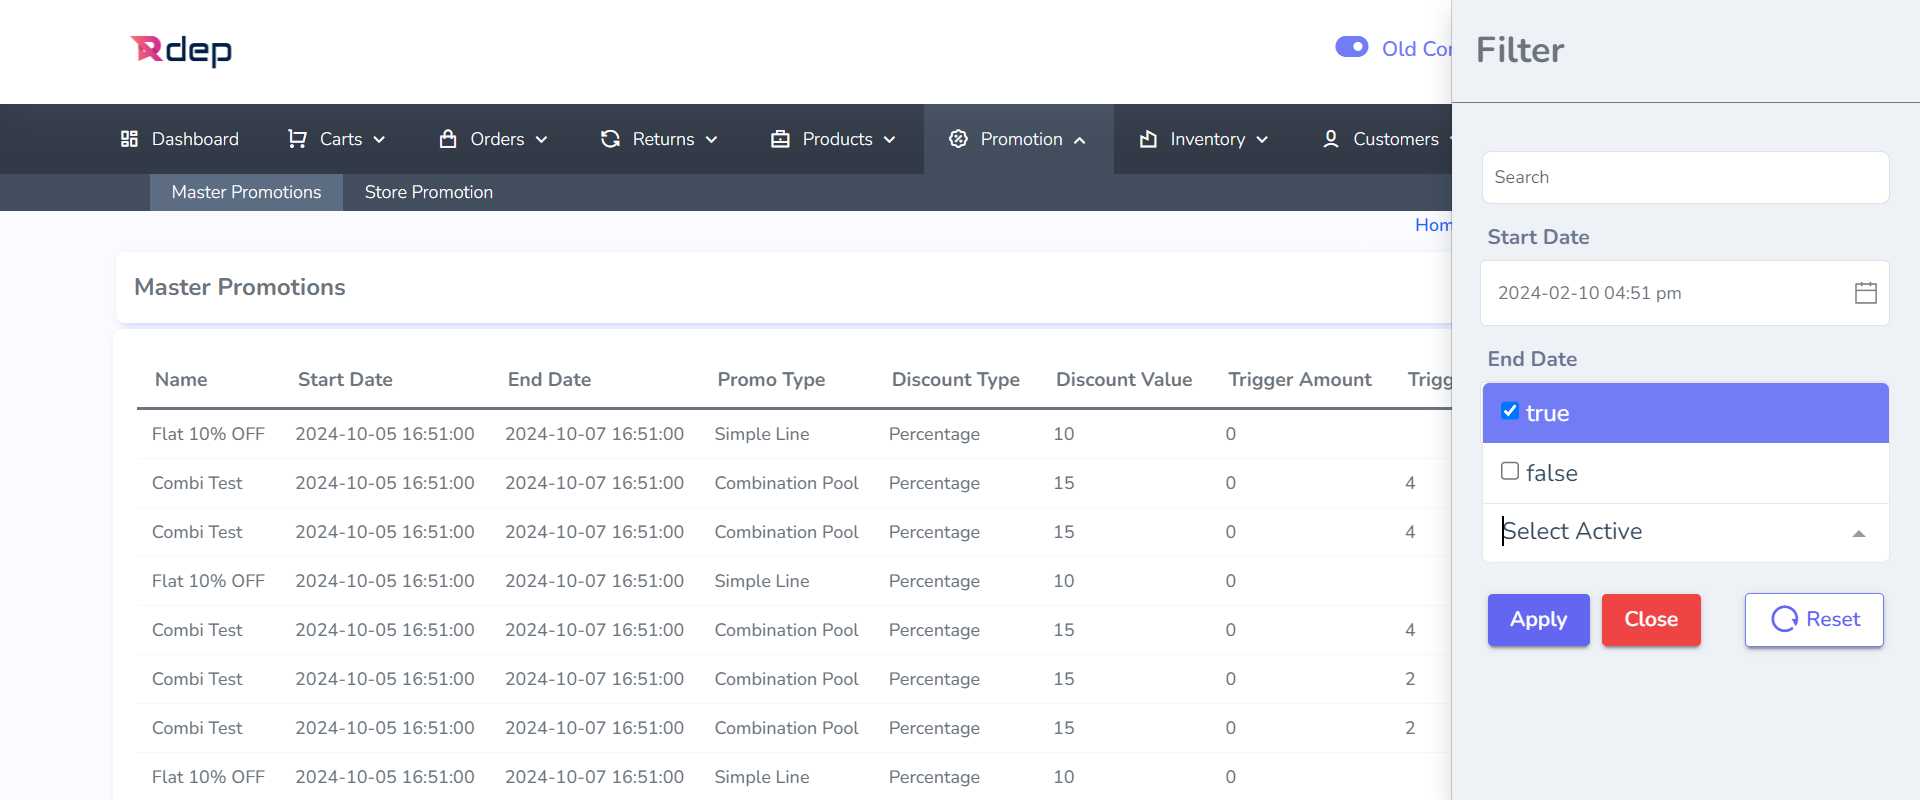 Rdep
Old Cor
Filter
Dashboard Carts Orders Returns Products Promotion Inventory Customers
Master Promotions Store Promotion
Hom
Search
Start Date
2024-02-10 04:51 pm
End Date
true
false
Select Active
Apply Close Reset
Master Promotions
Name Start Date End Date Promo Type Discount Type Discount Value Trigger Amount Trigg
Flat 10% OFF 2024-10-05 16:51:00 2024-10-07 16:51:00 Simple Line Percentage 10 0
Combi Test 2024-10-05 16:51:00 2024-10-07 16:51:00 Combination Pool Percentage 15 0 4
Combi Test 2024-10-05 16:51:00 2024-10-07 16:51:00 Combination Pool Percentage 15 0 4
Flat 10% OFF 2024-10-05 16:51:00 2024-10-07 16:51:00 Simple Line Percentage 10 0
Combi Test 2024-10-05 16:51:00 2024-10-07 16:51:00 Combination Pool Percentage 15 0 4
Combi Test 2024-10-05 16:51:00 2024-10-07 16:51:00 Combination Pool Percentage 15 0 2
Combi Test 2024-10-05 16:51:00 2024-10-07 16:51:00 Combination Pool Percentage 15 0 2
Flat 10% OFF 2024-10-05 16:51:00 2024-10-07 16:51:00 Simple Line Percentage 10 0